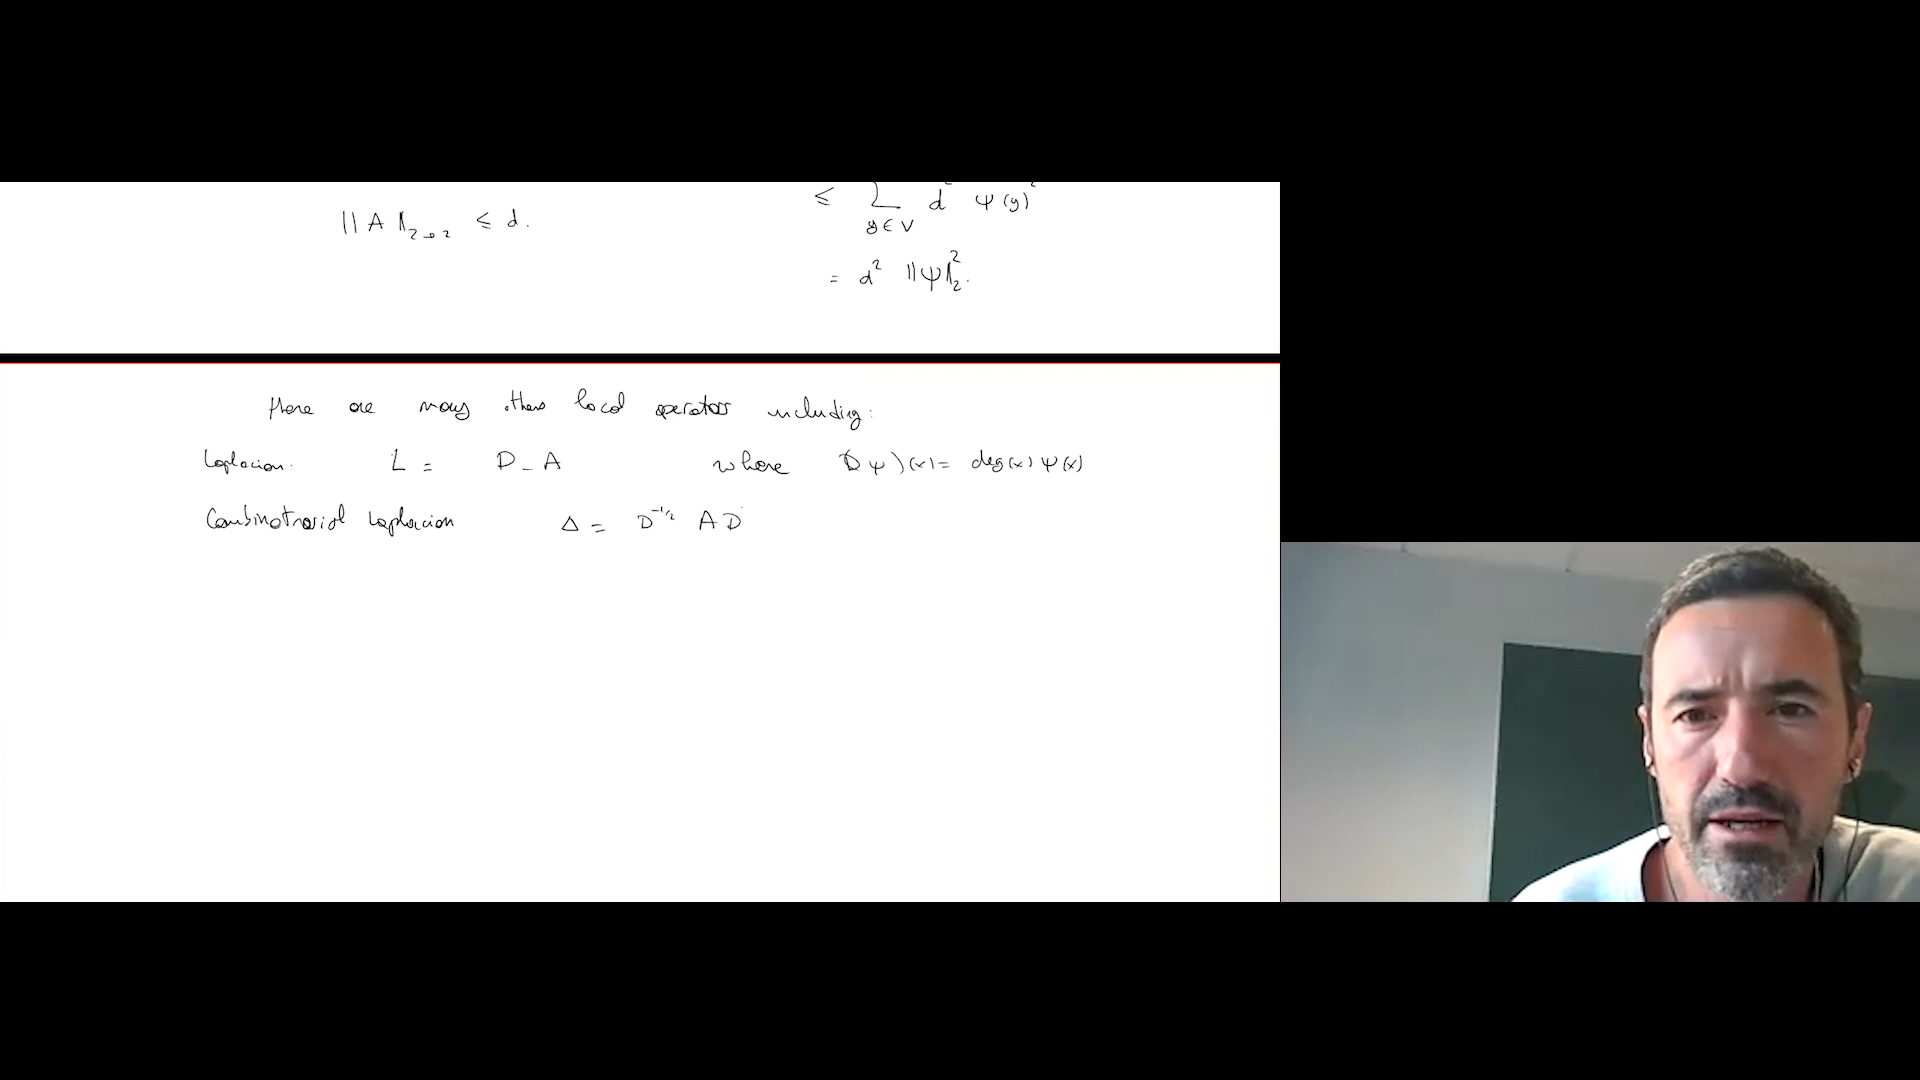 ≤ ∑ d² ψ(y)²
y∈V
||A||₂→₂ ≤ d.
= d² ||ψ||₂².
there are many others local operators including:
Laplacian: L = D - A where (Dψ)(x) = deg(x) ψ(x)
Combinatorial Laplacian Δ = D^{-1/2} A D